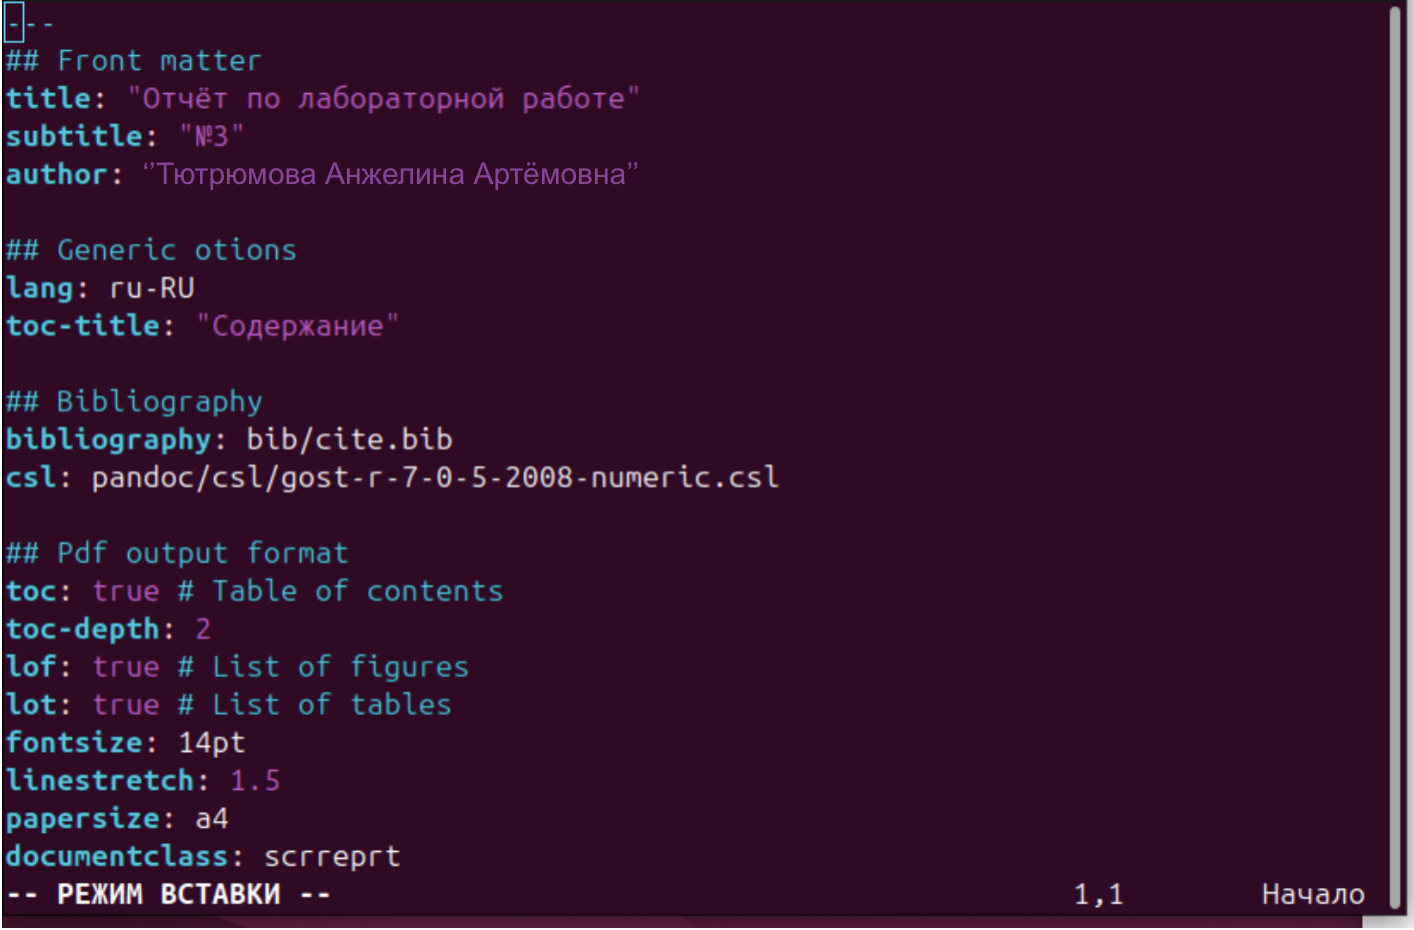 ---
## Front matter
title: "Отчёт по лабораторной работе"
subtitle: "№3"
author: ‘’Тютрюмова Анжелина Артёмовна’’
## Generic otions
lang: ru-RU
toc-title: "Содержание"
## Bibliography
bibliography: bib/cite.bib
csl: pandoc/csl/gost-r-7-0-5-2008-numeric.csl
## Pdf output format
toc: true # Table of contents
toc-depth: 2
lof: true # List of figures
lot: true # List of tables
fontsize: 14pt
linestretch: 1.5
papersize: a4
documentclass: scrreprt
-- РЕЖИМ ВСТАВКИ -- 1,1 Начало